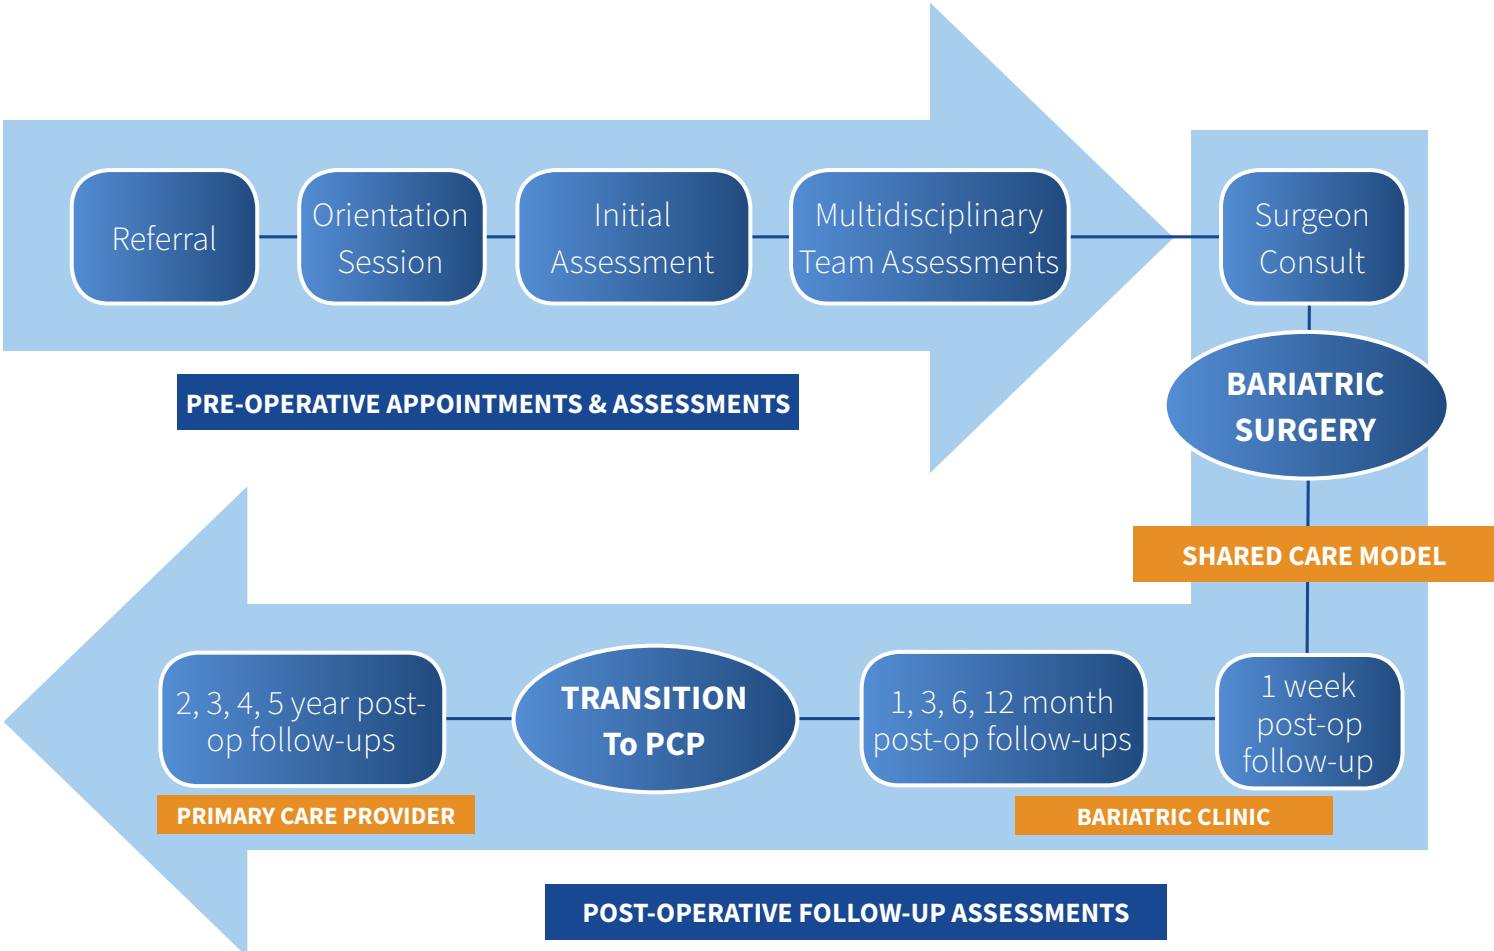 Referral
Orientation
Session
Initial
Assessment
Multidisciplinary
Team Assessments
Surgeon
Consult
PRE-OPERATIVE APPOINTMENTS & ASSESSMENTS
BARIATRIC
SURGERY
SHARED CARE MODEL
1 week
post-op
follow-up
1, 3, 6, 12 month
post-op follow-ups
BARIATRIC CLINIC
TRANSITION
To PCP
2, 3, 4, 5 year post-
op follow-ups
PRIMARY CARE PROVIDER
POST-OPERATIVE FOLLOW-UP ASSESSMENTS